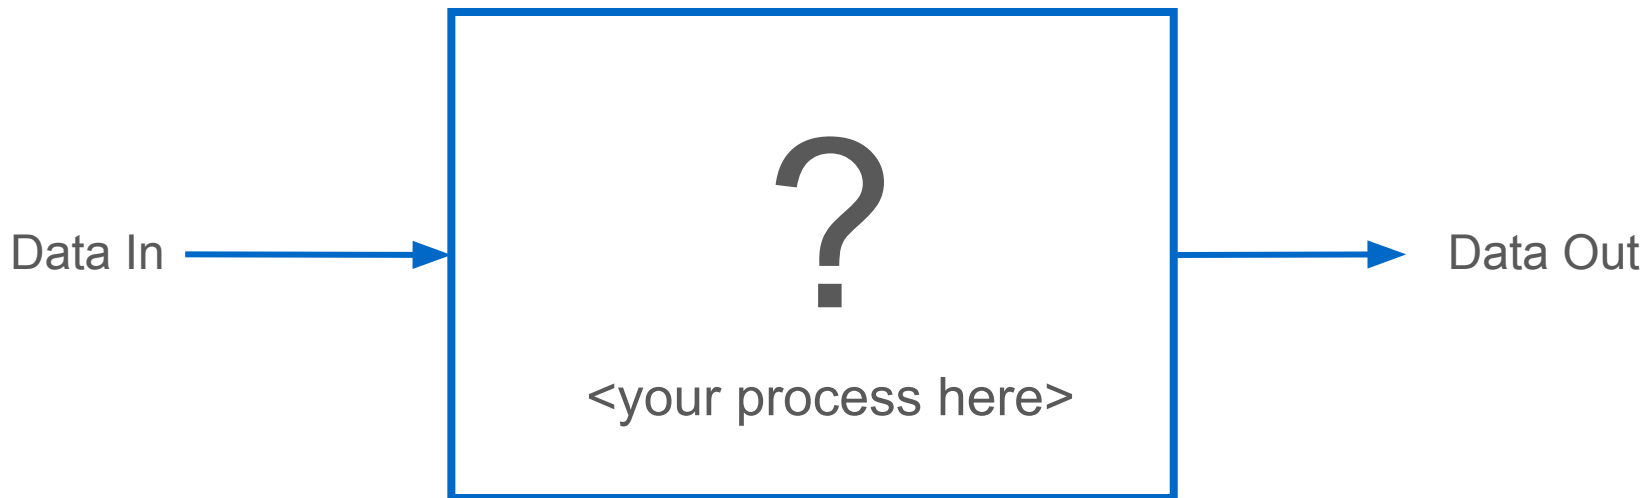 Data In
?
<your process here>
Data Out